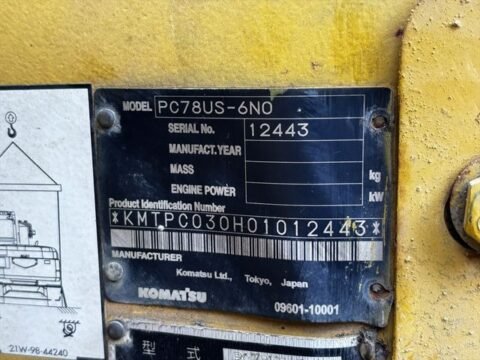 MODEL PC78US-6N0
SERIAL No. 12443
MANUFACT.YEAR
MASS kg
ENGINE POWER kW
Product Identification Number
*KMTPC030H01012443*
MANUFACTURER
Komatsu Ltd., Tokyo, Japan
KOMATSU 09601-10001
21W-98-44240
型式